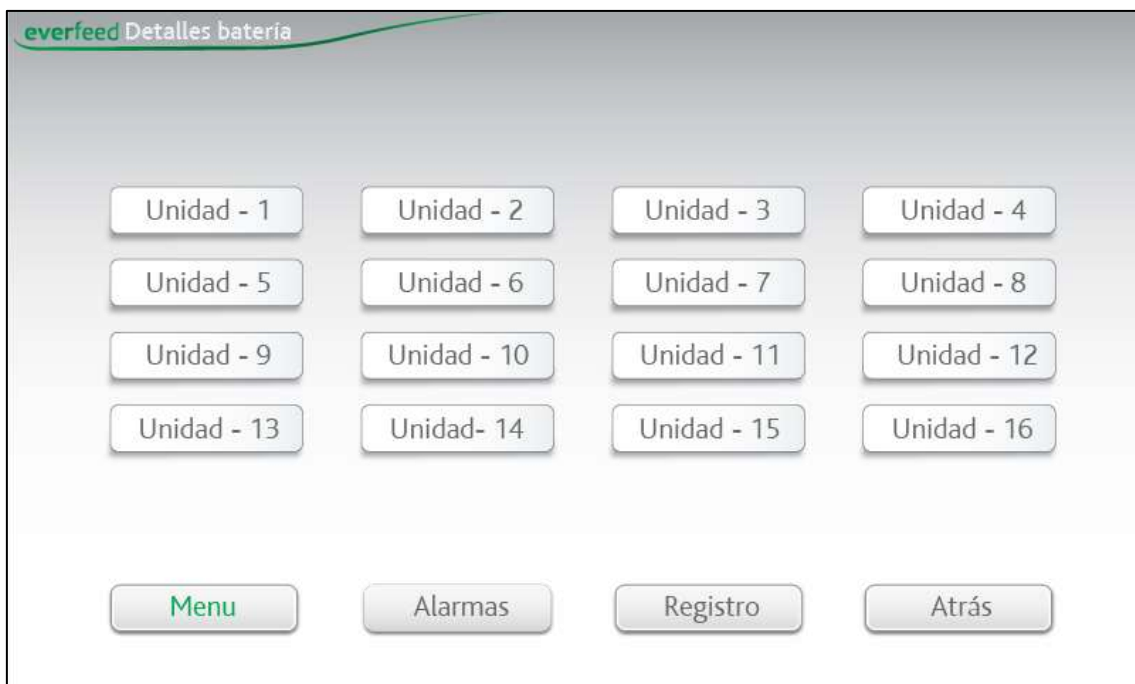 everfeed Detalles batería
Unidad - 1 Unidad - 2 Unidad - 3 Unidad - 4
Unidad - 5 Unidad - 6 Unidad - 7 Unidad - 8
Unidad - 9 Unidad - 10 Unidad - 11 Unidad - 12
Unidad - 13 Unidad- 14 Unidad - 15 Unidad - 16
Menu Alarmas Registro Atrás